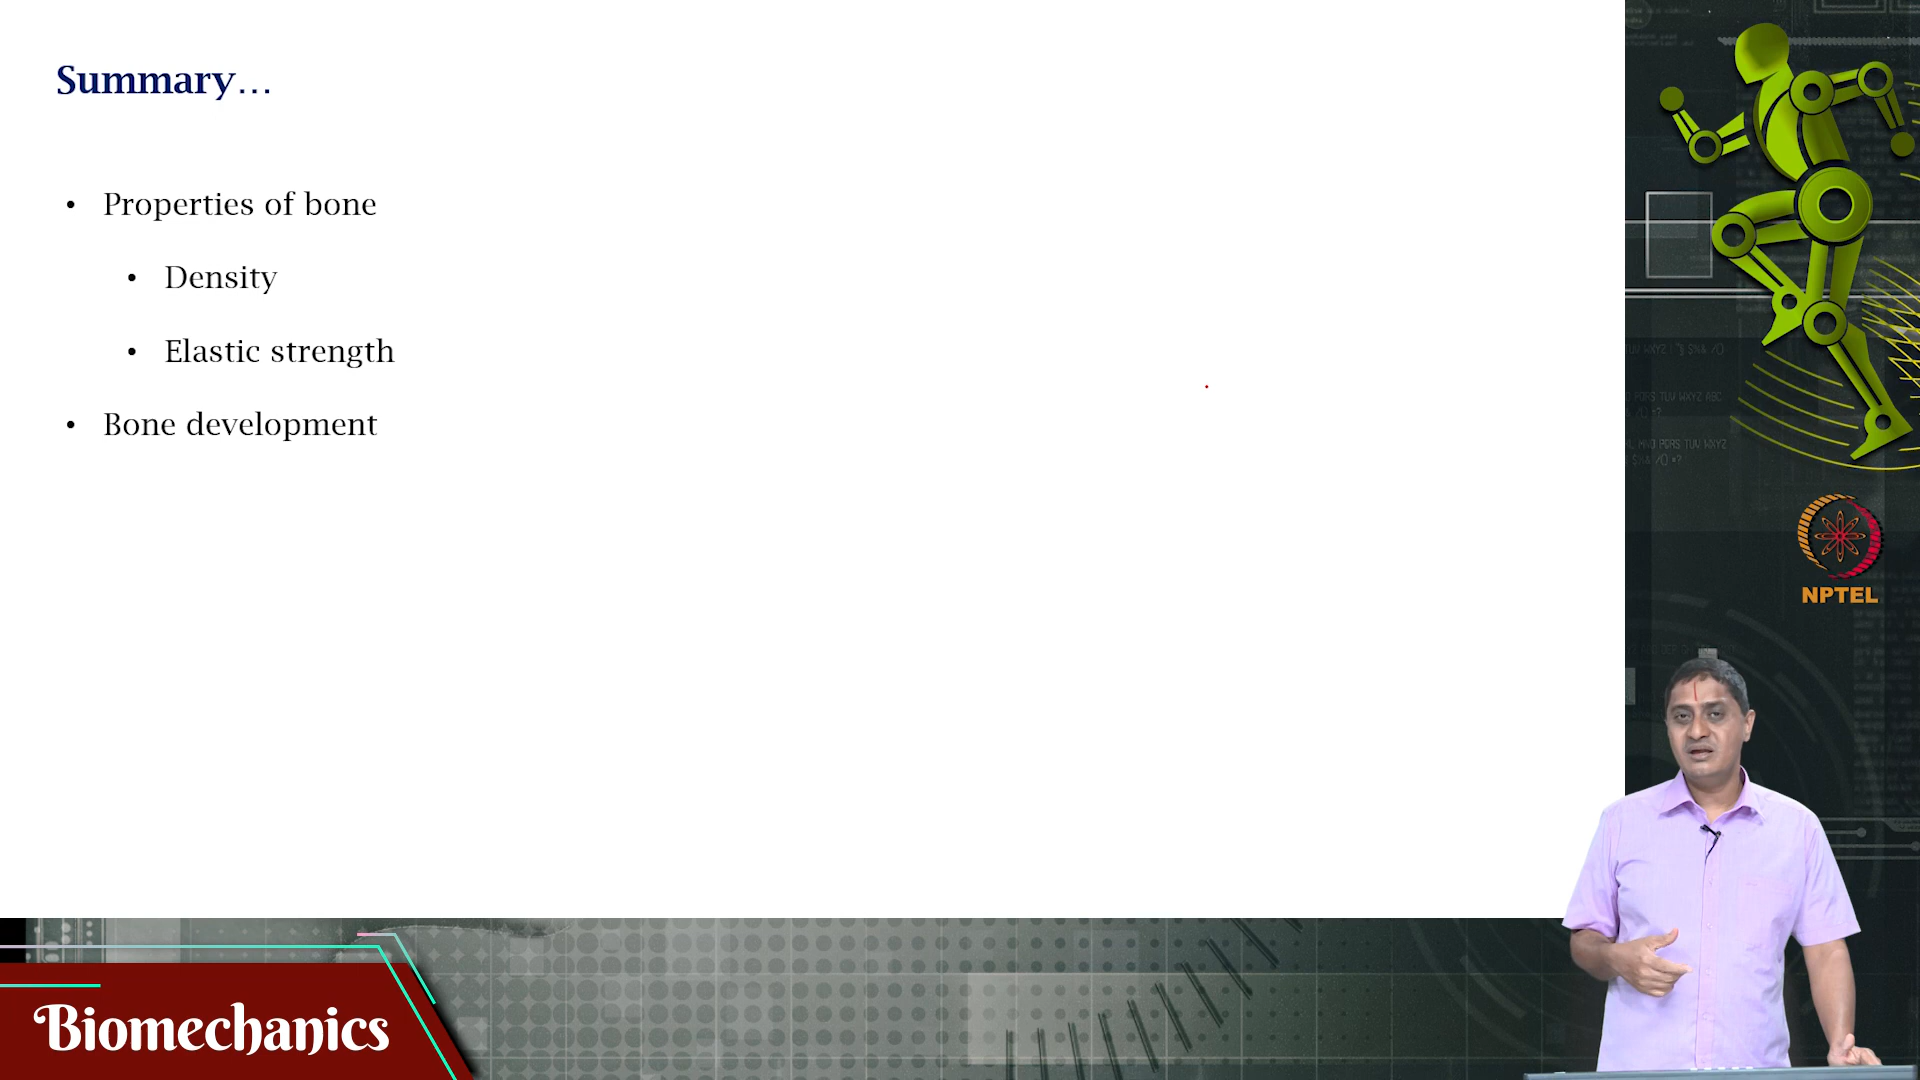 Summary...
• Properties of bone
• Density
• Elastic strength
• Bone development
NPTEL
Biomechanics